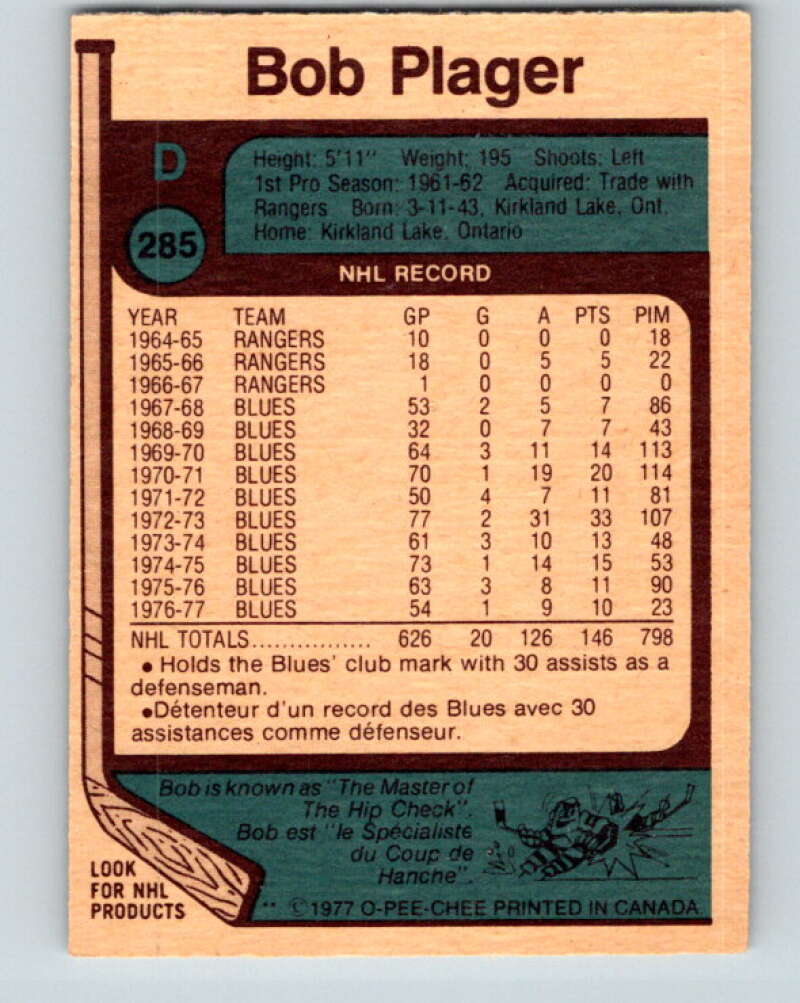 Bob Plager
D
285
Height: 5'11" Weight: 195 Shoots: Left
1st Pro Season: 1961-62 Acquired: Trade with
Rangers Born: 3-11-43, Kirkland Lake, Ont.
Home: Kirkland Lake, Ontario
NHL RECORD
YEAR TEAM GP G A PTS PIM
1964-65 RANGERS 10 0 0 0 18
1965-66 RANGERS 18 0 5 5 22
1966-67 RANGERS 1 0 0 0 0
1967-68 BLUES 53 2 5 7 86
1968-69 BLUES 32 0 7 7 43
1969-70 BLUES 64 3 11 14 113
1970-71 BLUES 70 1 19 20 114
1971-72 BLUES 50 4 7 11 81
1972-73 BLUES 77 2 31 33 107
1973-74 BLUES 61 3 10 13 48
1974-75 BLUES 73 1 14 15 53
1975-76 BLUES 63 3 8 11 90
1976-77 BLUES 54 1 9 10 23
NHL TOTALS................ 626 20 126 146 798
● Holds the Blues' club mark with 30 assists as a
defenseman.
●Détenteur d'un record des Blues avec 30
assistances comme défenseur.
Bob is known as "The Master of
The Hip Check".
Bob est "le Spécialiste
du Coup de
Hanche".
LOOK
FOR NHL
PRODUCTS
** ©1977 O-PEE-CHEE PRINTED IN CANADA